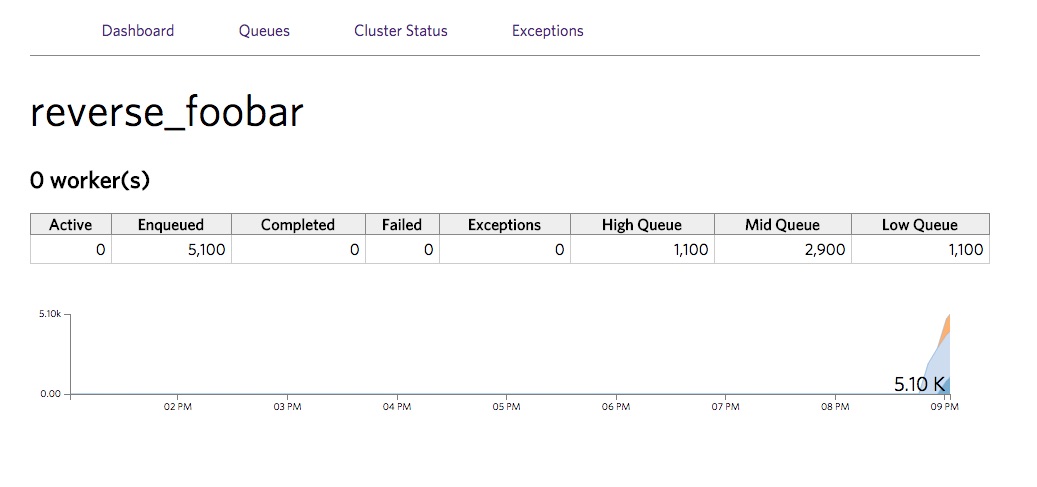 Dashboard Queues Cluster Status Exceptions
reverse_foobar
0 worker(s)
Active Enqueued Completed Failed Exceptions High Queue Mid Queue Low Queue
0 5,100 0 0 0 1,100 2,900 1,100
5.10k
5.10 K
0.00
02 PM 03 PM 04 PM 05 PM 06 PM 07 PM 08 PM 09 PM